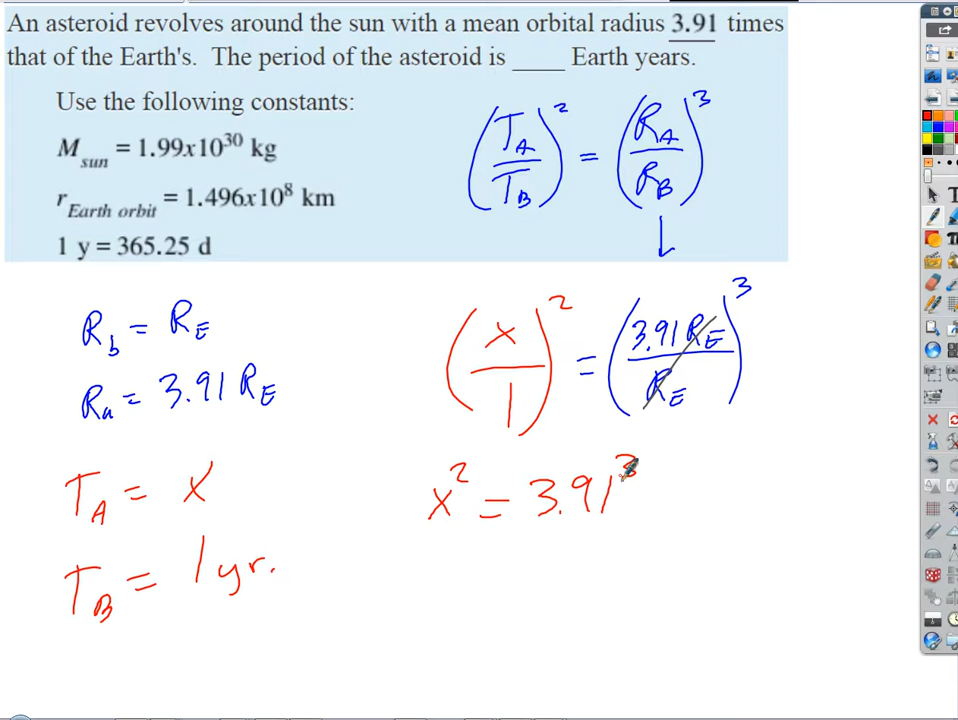 An asteroid revolves around the sun with a mean orbital radius 3.91 times
that of the Earth's. The period of the asteroid is ____ Earth years.
Use the following constants:
M_sun = 1.99x10^30 kg
r_Earth orbit = 1.496x10^8 km
1 y = 365.25 d
(T_A / T_B)^2 = (R_A / R_B)^3
↓
R_b = R_E
R_a = 3.91 R_E
(x / 1)^2 = (3.91 R_E / R_E)^3
T_A = x
T_B = 1 yr.
x^2 = 3.91^3